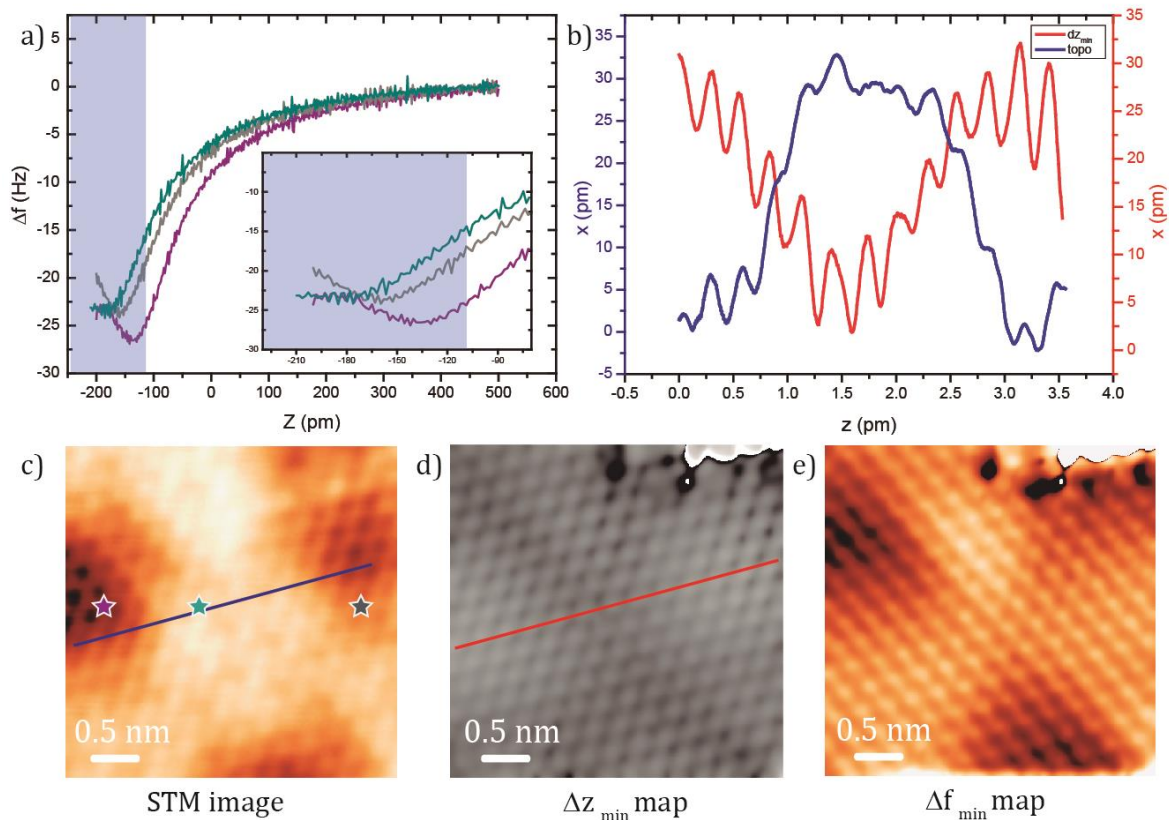 a)
Δf (Hz)
5
0
-5
-10
-15
-20
-25
-30
-200 -100 0 100 200 300 400 500 600
Z (pm)
-5
-10
-15
-20
-25
-30
-210 -180 -150 -120 -90
b)
x (pm)
35
30
25
20
15
10
5
0
-5
-0.5 0.0 0.5 1.0 1.5 2.0 2.5 3.0 3.5 4.0
z (pm)
dz min
topo
35
30
25
20
15
10
5
0
x (pm)
c)
0.5 nm
STM image
d)
0.5 nm
Δz min map
e)
0.5 nm
Δf min map